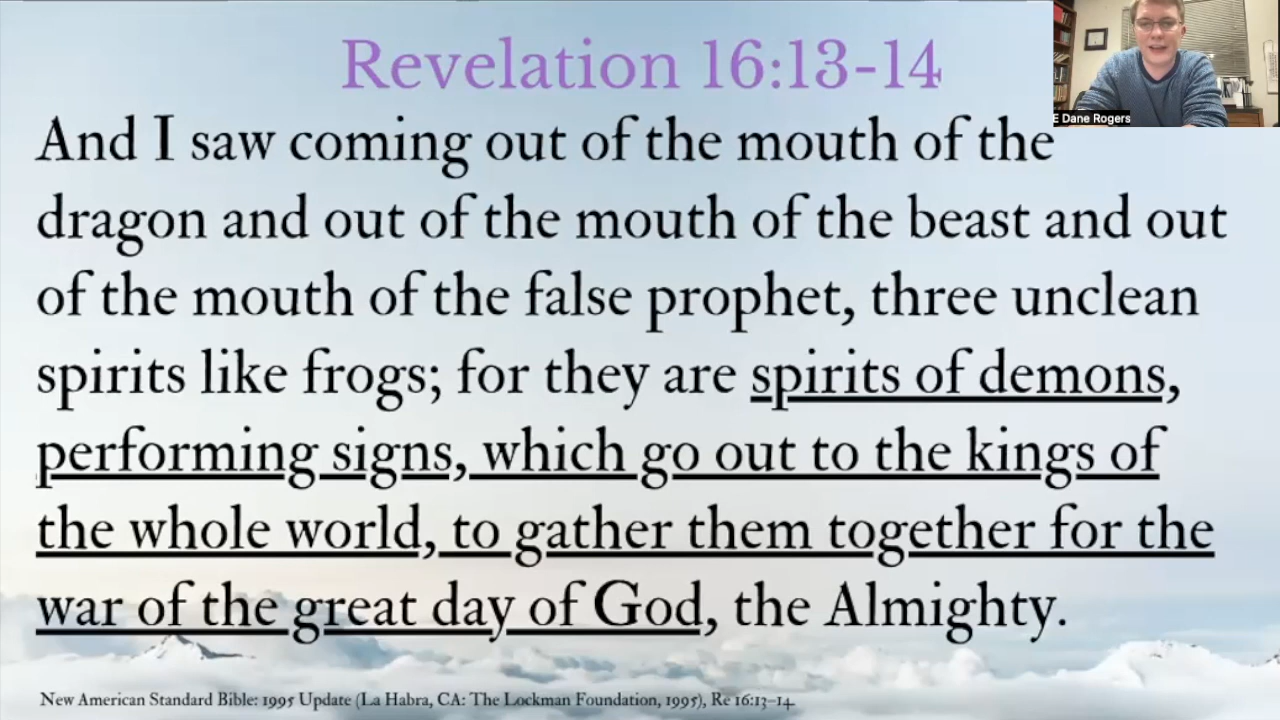 Revelation 16:13-14
E Dane Rogers
And I saw coming out of the mouth of the
dragon and out of the mouth of the beast and out
of the mouth of the false prophet, three unclean
spirits like frogs; for they are spirits of demons,
performing signs, which go out to the kings of
the whole world, to gather them together for the
war of the great day of God, the Almighty.
New American Standard Bible: 1995 Update (La Habra, CA: The Lockman Foundation, 1995), Re 16:13–14.